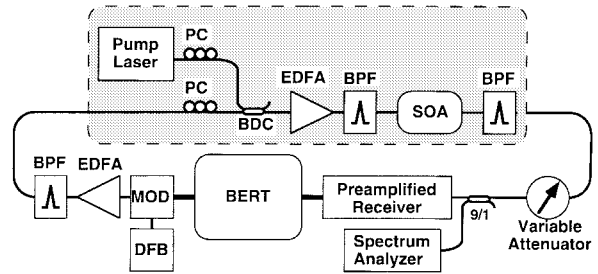 Pump
Laser
PC
PC
BDC
EDFA
BPF
SOA
BPF
BPF
EDFA
MOD
DFB
BERT
Preamplified
Receiver
9/1
Spectrum
Analyzer
Variable
Attenuator